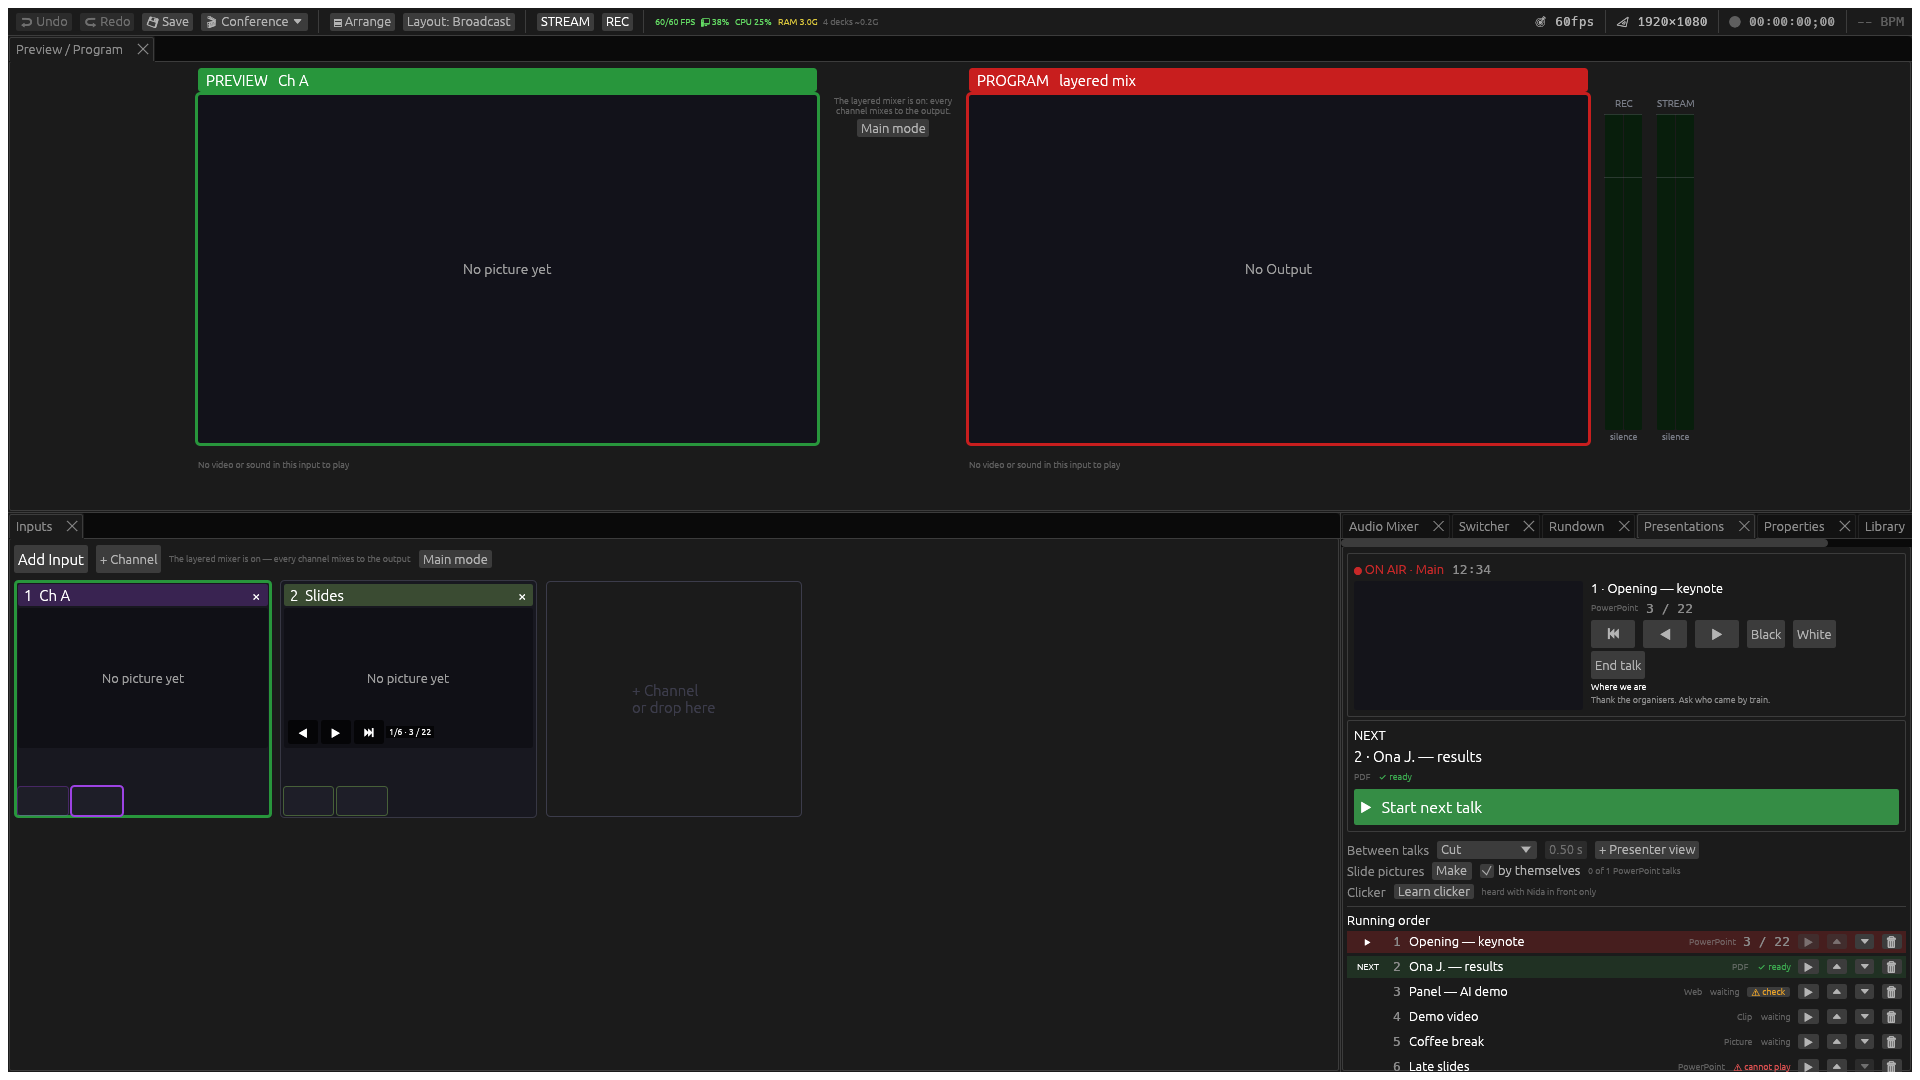 Undo Redo Save Conference Arrange Layout: Broadcast STREAM REC 60/60 FPS 38% CPU 25% RAM 3.0G 4 decks ~0.2G 60fps 1920×1080 00:00:00;00 -- BPM
Preview / Program
PREVIEW Ch A
PROGRAM layered mix
The layered mixer is on: every
channel mixes to the output.
Main mode
REC STREAM
No picture yet
No Output
silence silence
No video or sound in this input to play
No video or sound in this input to play
Inputs
Add Input + Channel The layered mixer is on — every channel mixes to the output Main mode
1 Ch A ×
No picture yet
2 Slides ×
No picture yet
1/6 · 3 / 22
+ Channel
or drop here
Audio Mixer Switcher Rundown Presentations Properties Library
ON AIR · Main 12:34
1 · Opening — keynote
PowerPoint 3 / 22
Black White
End talk
Where we are
Thank the organisers. Ask who came by train.
NEXT
2 · Ona J. — results
PDF ✓ ready
Start next talk
Between talks Cut 0.50 s + Presenter view
Slide pictures Make by themselves 0 of 1 PowerPoint talks
Clicker Learn clicker heard with Nida in front only
Running order
1 Opening — keynote PowerPoint 3 / 22
NEXT 2 Ona J. — results PDF ✓ ready
3 Panel — AI demo Web waiting ⚠ check
4 Demo video Clip waiting
5 Coffee break Picture waiting
6 Late slides PowerPoint ⚠ cannot play